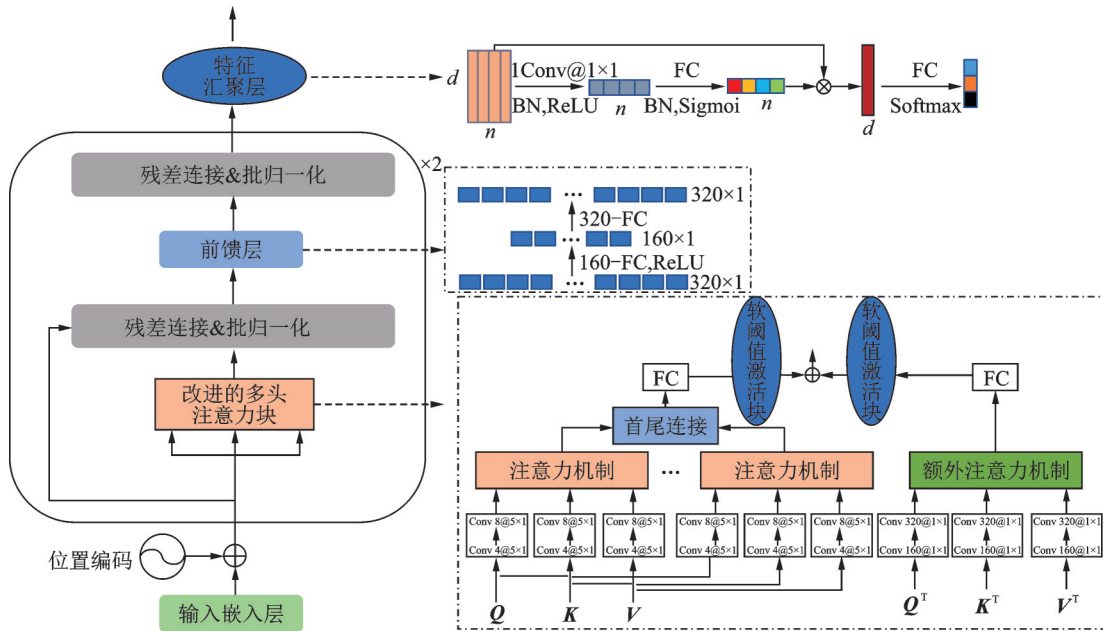 特征
汇聚层
d
n
1Conv@1×1
BN,ReLU
n
FC
BN,Sigmoi
n
d
FC
Softmax
×2
残差连接&批归一化
前馈层
残差连接&批归一化
改进的多头
注意力块
位置编码
输入嵌入层
... 320×1
320-FC
... 160×1
160-FC,ReLU
... 320×1
软阈值激活块
软阈值激活块
FC
FC
首尾连接
注意力机制
...
注意力机制
额外注意力机制
Conv 8@5×1 Conv 8@5×1 Conv 8@5×1 Conv 8@5×1 Conv 8@5×1 Conv 8@5×1 Conv 320@1×1 Conv 320@1×1 Conv 320@1×1
Conv 4@5×1 Conv 4@5×1 Conv 4@5×1 Conv 4@5×1 Conv 4@5×1 Conv 4@5×1 Conv 160@1×1 Conv 160@1×1 Conv 160@1×1
Q K V Qᵀ Kᵀ Vᵀ